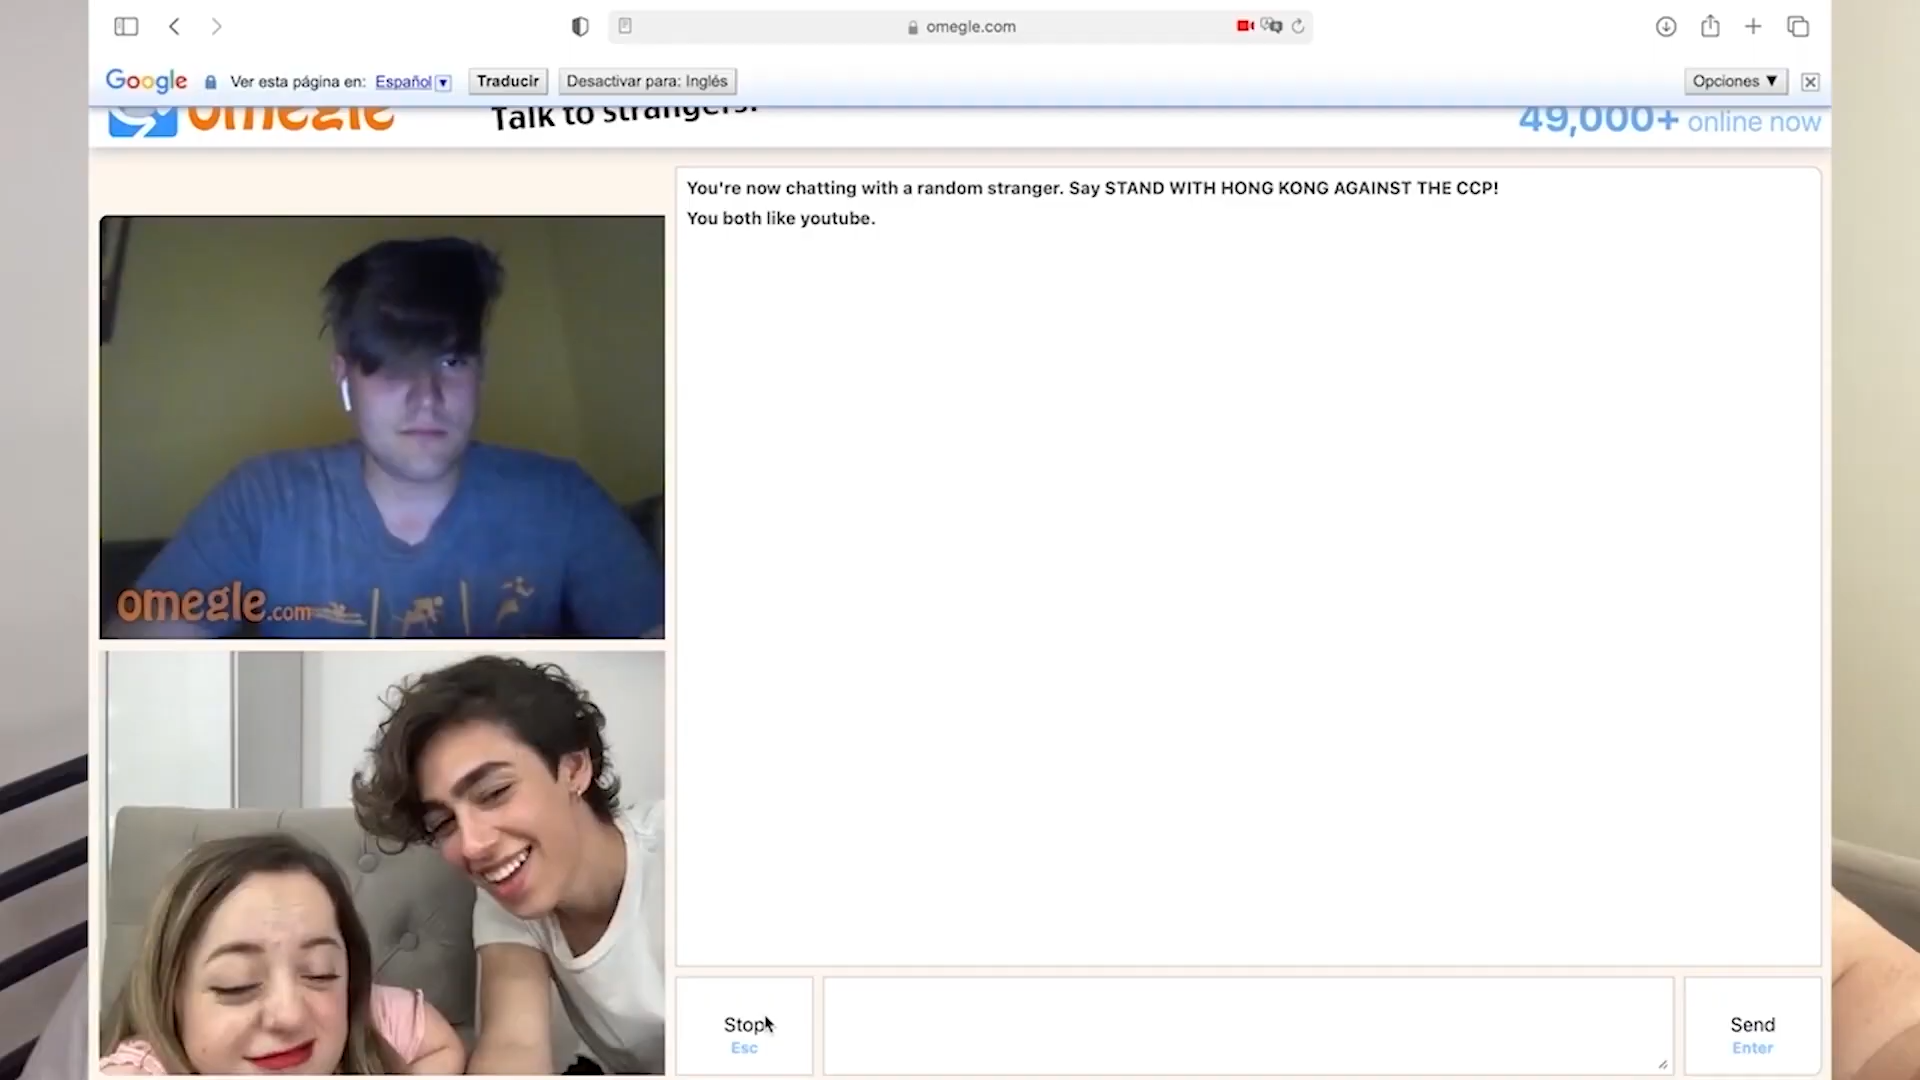 omegle.com
Google Ver esta página en: Español Traducir Desactivar para: Inglés Opciones ▼
omegle Talk to strangers! 49,000+ online now
You're now chatting with a random stranger. Say STAND WITH HONG KONG AGAINST THE CCP!
You both like youtube.
omegle.com
Stop
Esc
Send
Enter